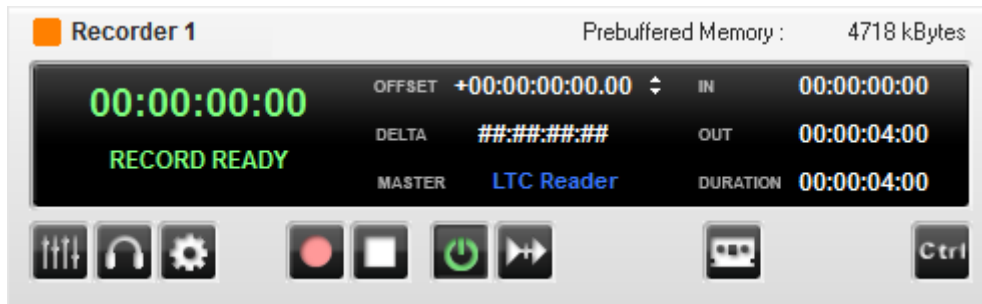 Recorder 1 Prebuffered Memory : 4718 kBytes
00:00:00:00
RECORD READY
OFFSET +00:00:00:00.00
DELTA ##:##:##:##
MASTER LTC Reader
IN 00:00:00:00
OUT 00:00:04:00
DURATION 00:00:04:00
Ctrl